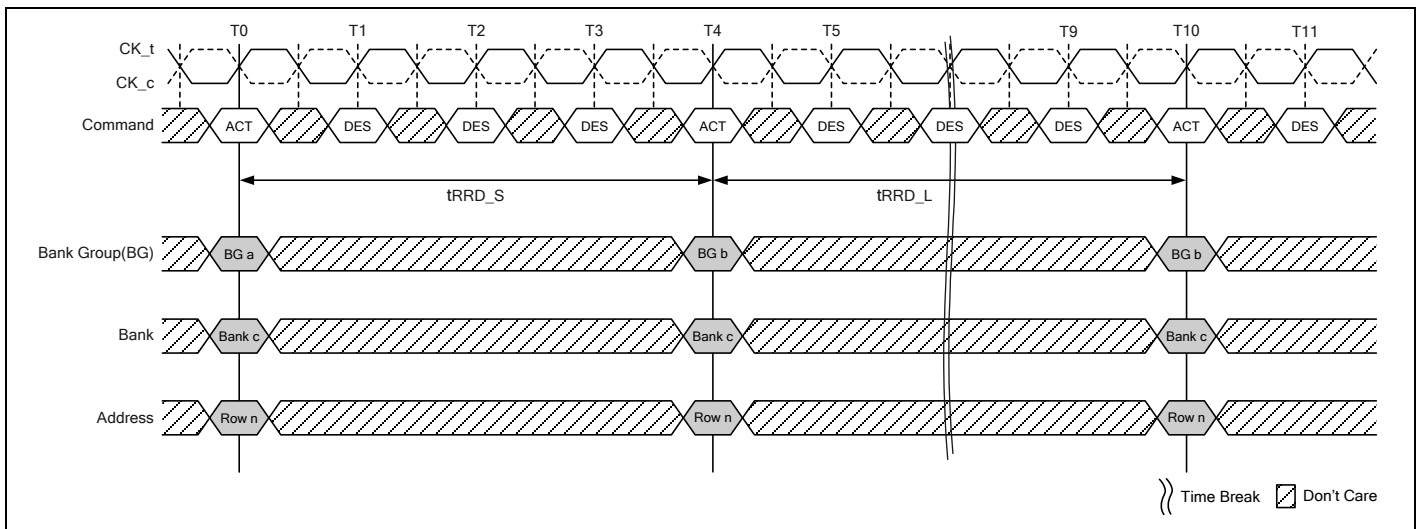 T0 T1 T2 T3 T4 T5 T9 T10 T11
CK_t
CK_c
Command ACT DES DES DES ACT DES DES DES ACT DES
tRRD_S tRRD_L
Bank Group(BG) BG a BG b BG b
Bank Bank c Bank c Bank c
Address Row n Row n Row n
Time Break Don't Care